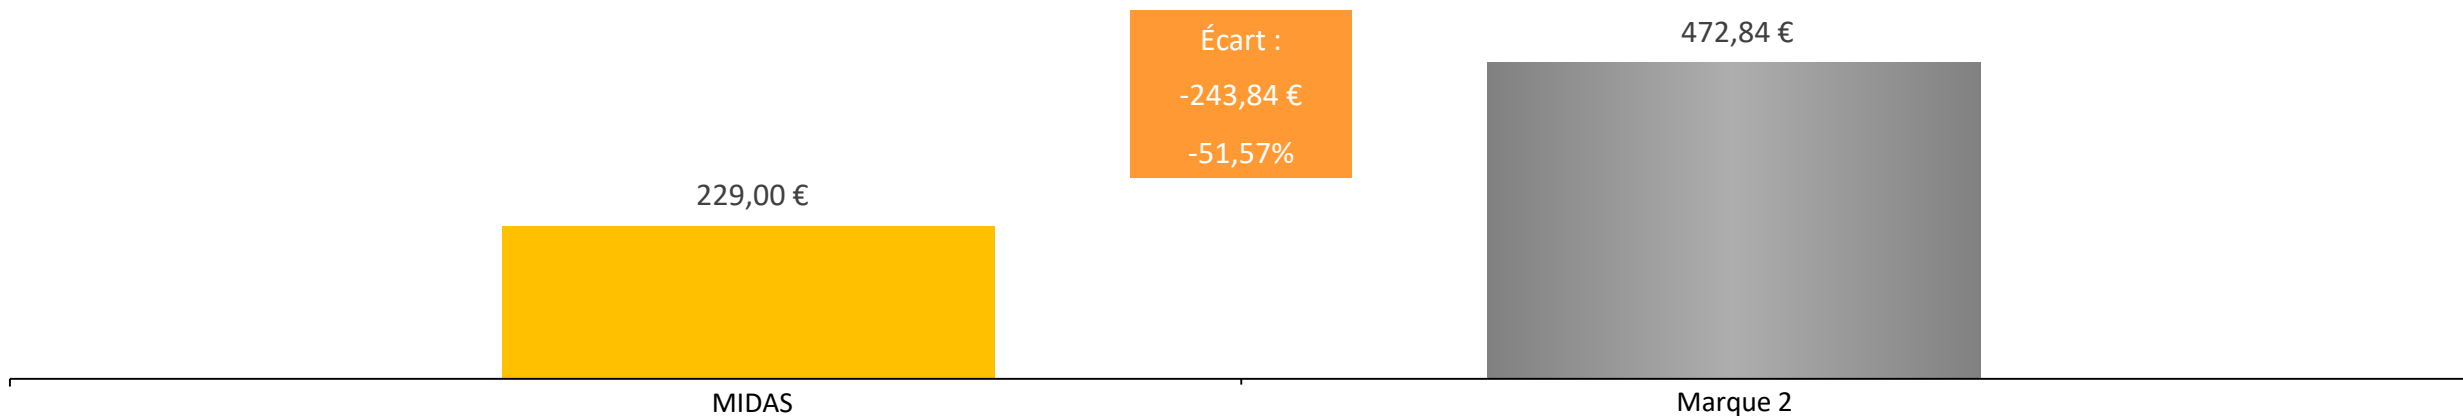 Écart :
-243,84 €
-51,57%
472,84 €
229,00 €
MIDAS
Marque 2